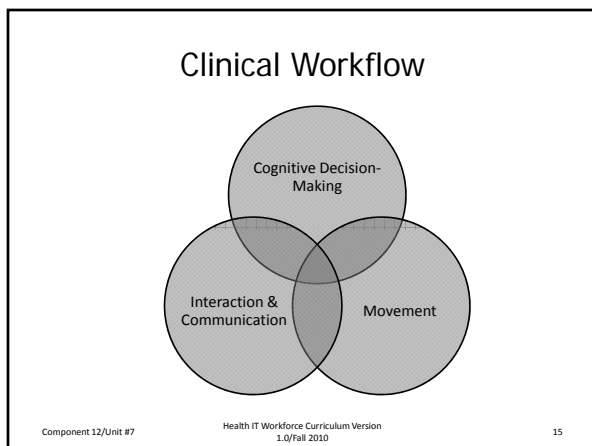 Clinical Workflow
Cognitive Decision-
Making
Interaction &
Communication
Movement
Component 12/Unit #7
Health IT Workforce Curriculum Version
1.0/Fall 2010
15